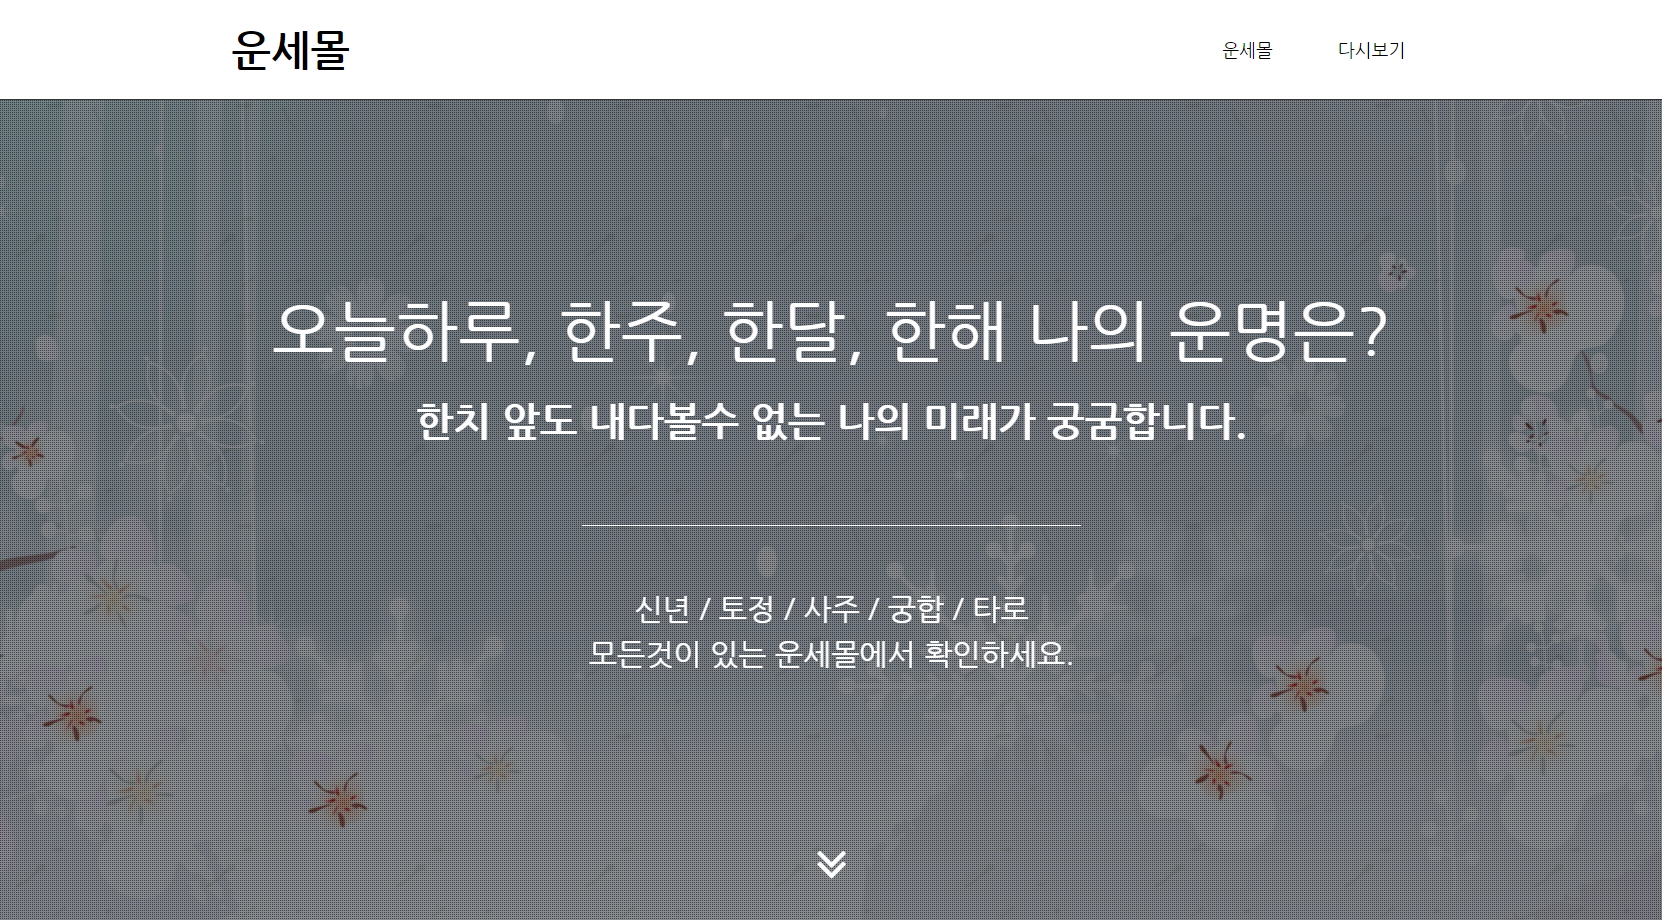 운세몰
운세몰
다시보기
오늘하루, 한주, 한달, 한해 나의 운명은?
한치 앞도 내다볼수 없는 나의 미래가 궁굼합니다.
신년 / 토정 / 사주 / 궁합 / 타로
모든것이 있는 운세몰에서 확인하세요.